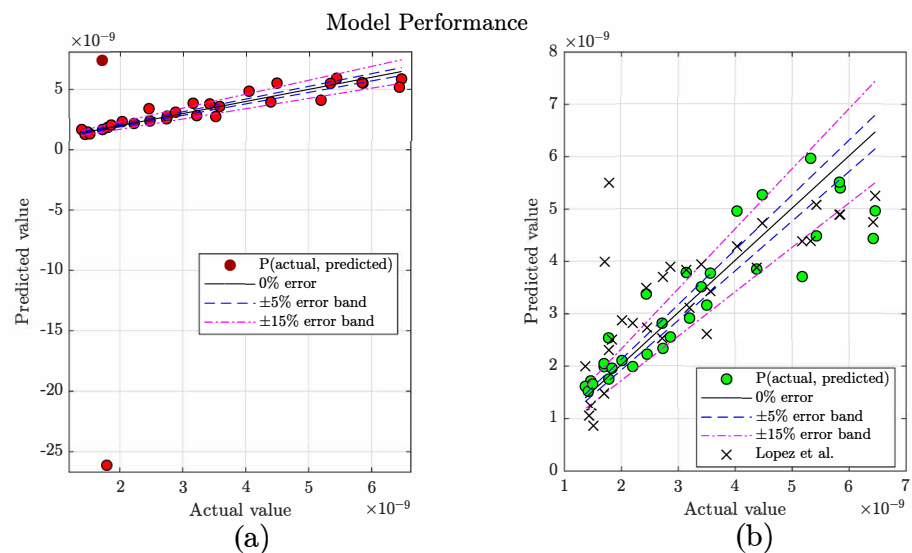 Model Performance
×10⁻⁹
5
0
-5
-10
-15
-20
-25
Predicted value
P(actual, predicted)
0% error
±5% error band
±15% error band
2
3
4
5
6
Actual value
×10⁻⁹
(a)
×10⁻⁹
8
7
6
5
4
3
2
1
0
Predicted value
P(actual, predicted)
0% error
±5% error band
±15% error band
Lopez et al.
1
2
3
4
5
6
7
Actual value
×10⁻⁹
(b)